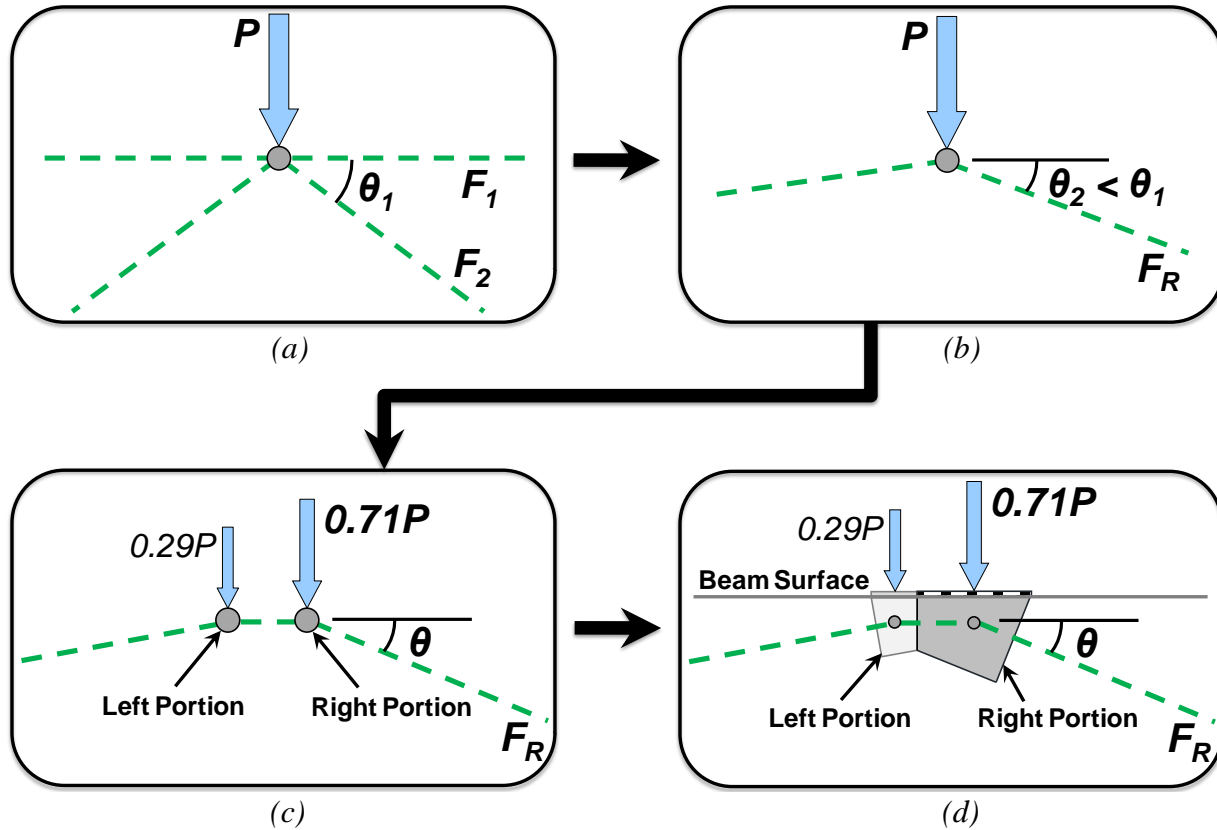 P
θ1
F1
F2
(a)
P
θ2 < θ1
FR
(b)
0.29P
0.71P
θ
Left Portion
Right Portion
FR
(c)
0.29P
0.71P
Beam Surface
θ
Left Portion
Right Portion
FR
(d)